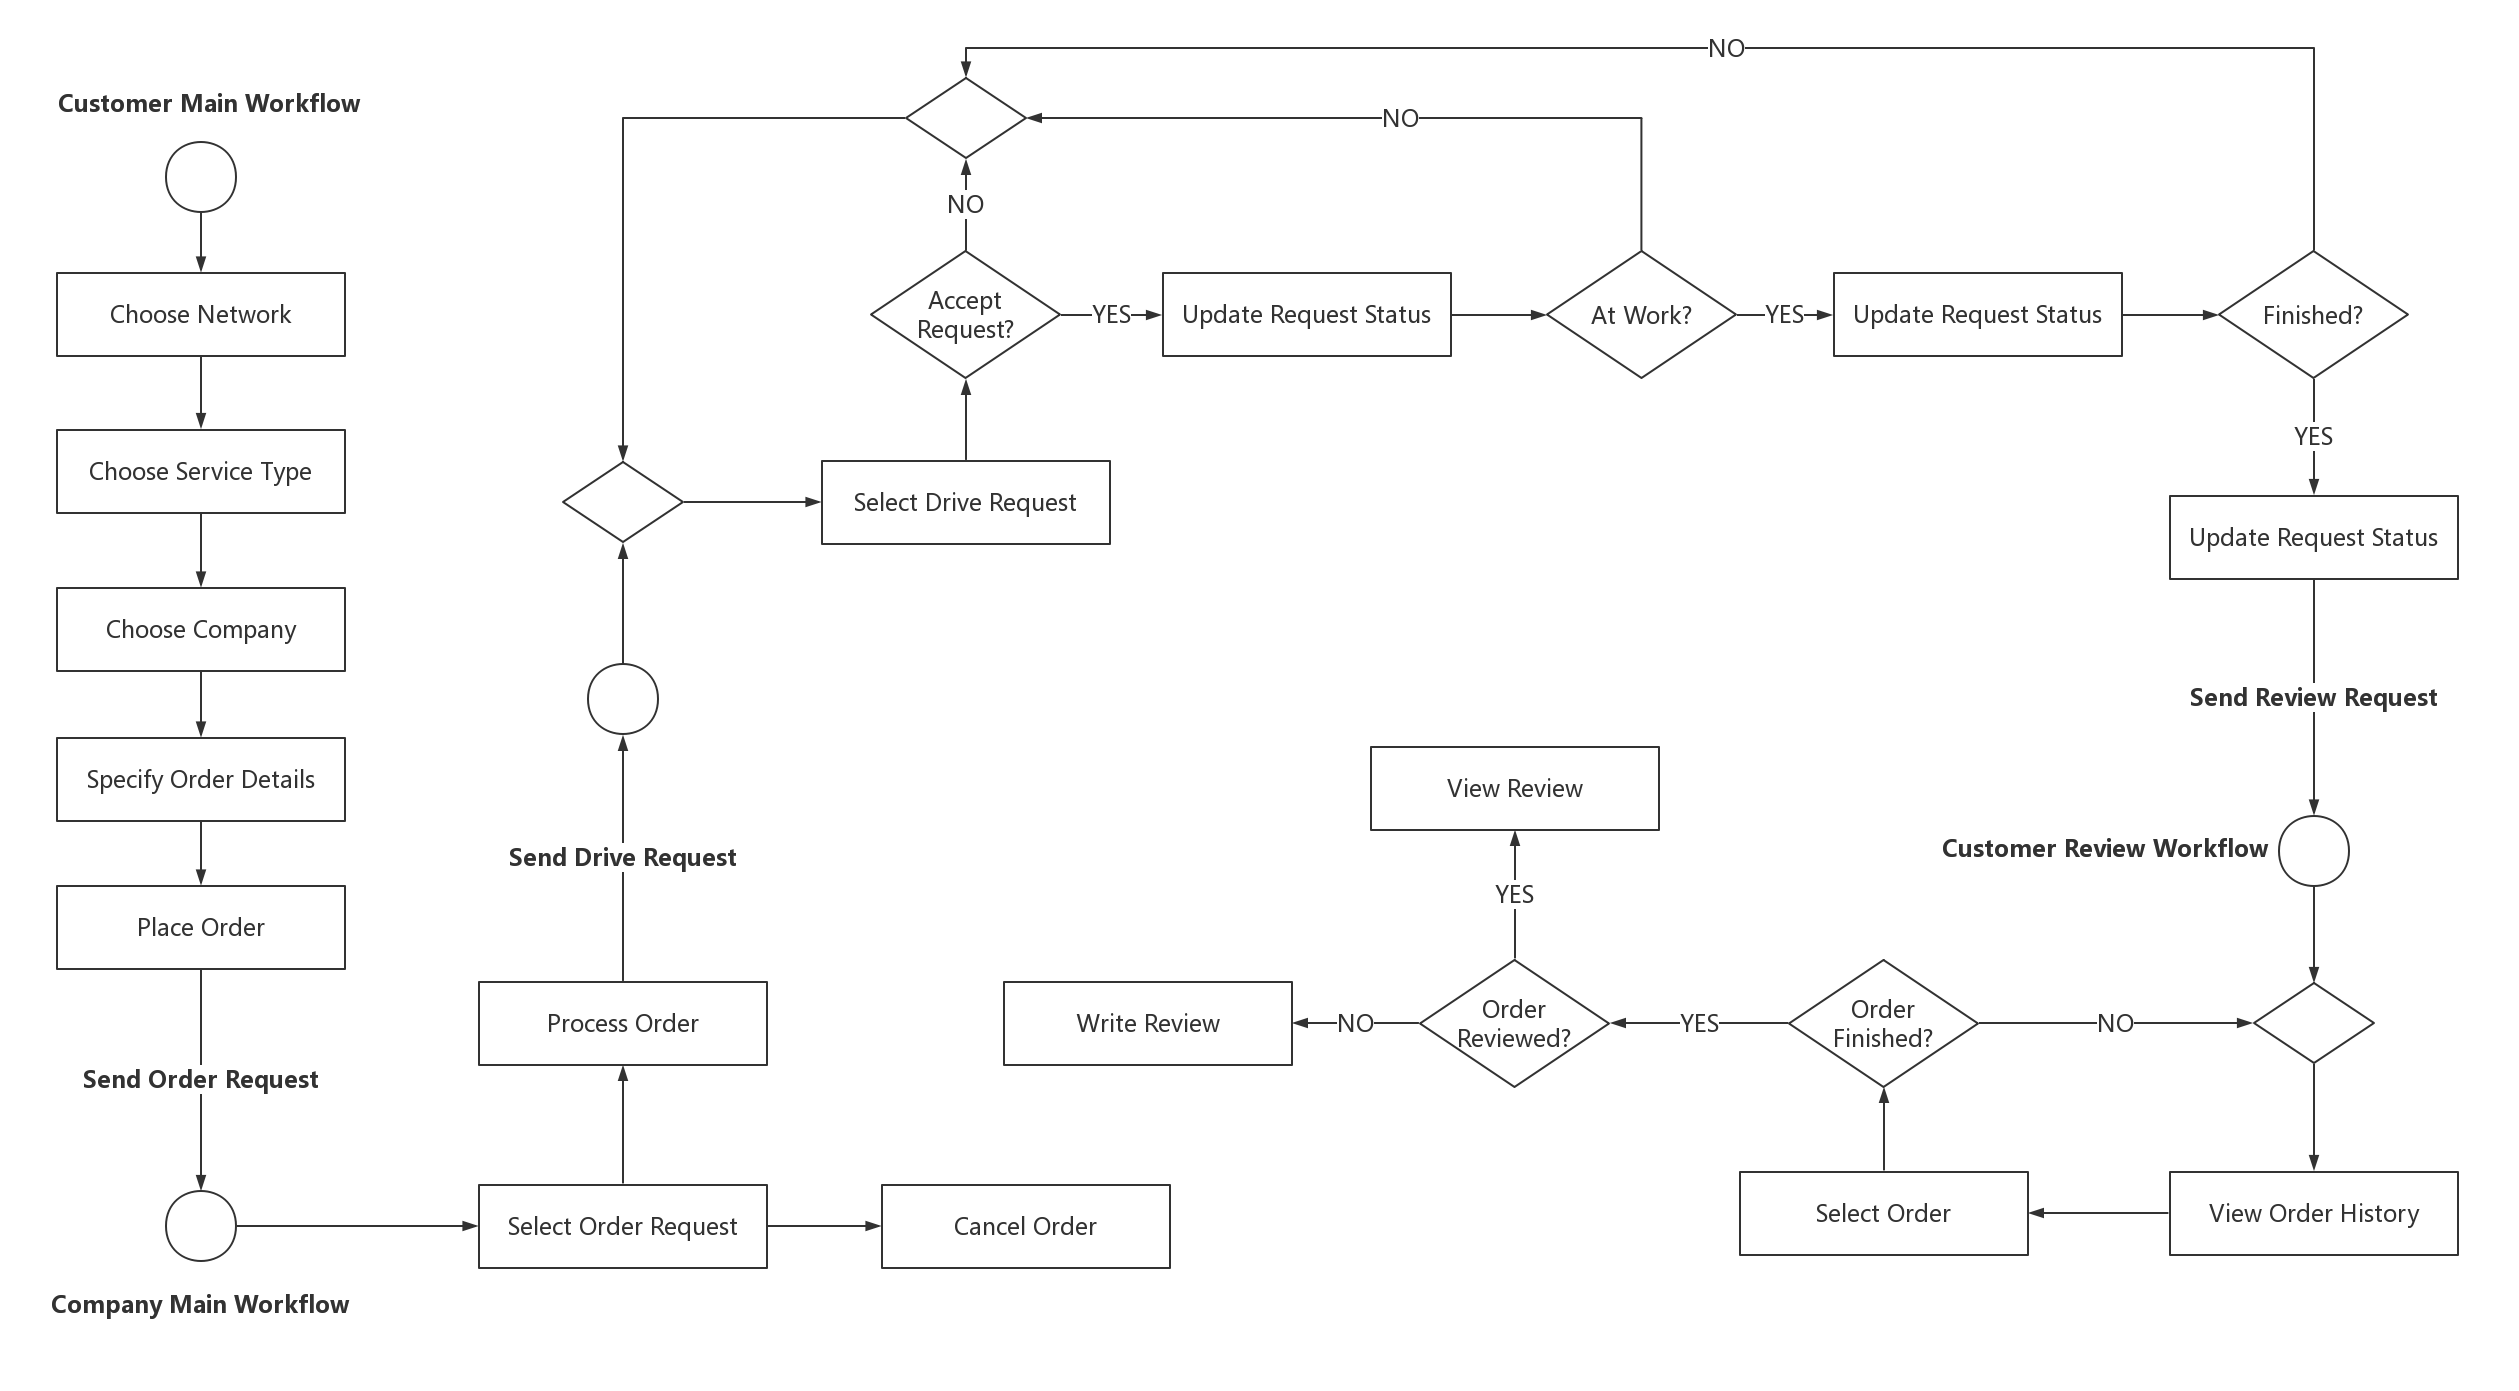 NO
Customer Main Workflow
NO
NO
Choose Network
Accept
Request?
YES
Update Request Status
At Work?
YES
Update Request Status
Finished?
YES
Choose Service Type
Select Drive Request
Update Request Status
Choose Company
Send Review Request
Specify Order Details
View Review
Send Drive Request
Customer Review Workflow
YES
Place Order
Process Order
Write Review
NO
Order
Reviewed?
YES
Order
Finished?
NO
Send Order Request
Select Order Request
Cancel Order
Select Order
View Order History
Company Main Workflow